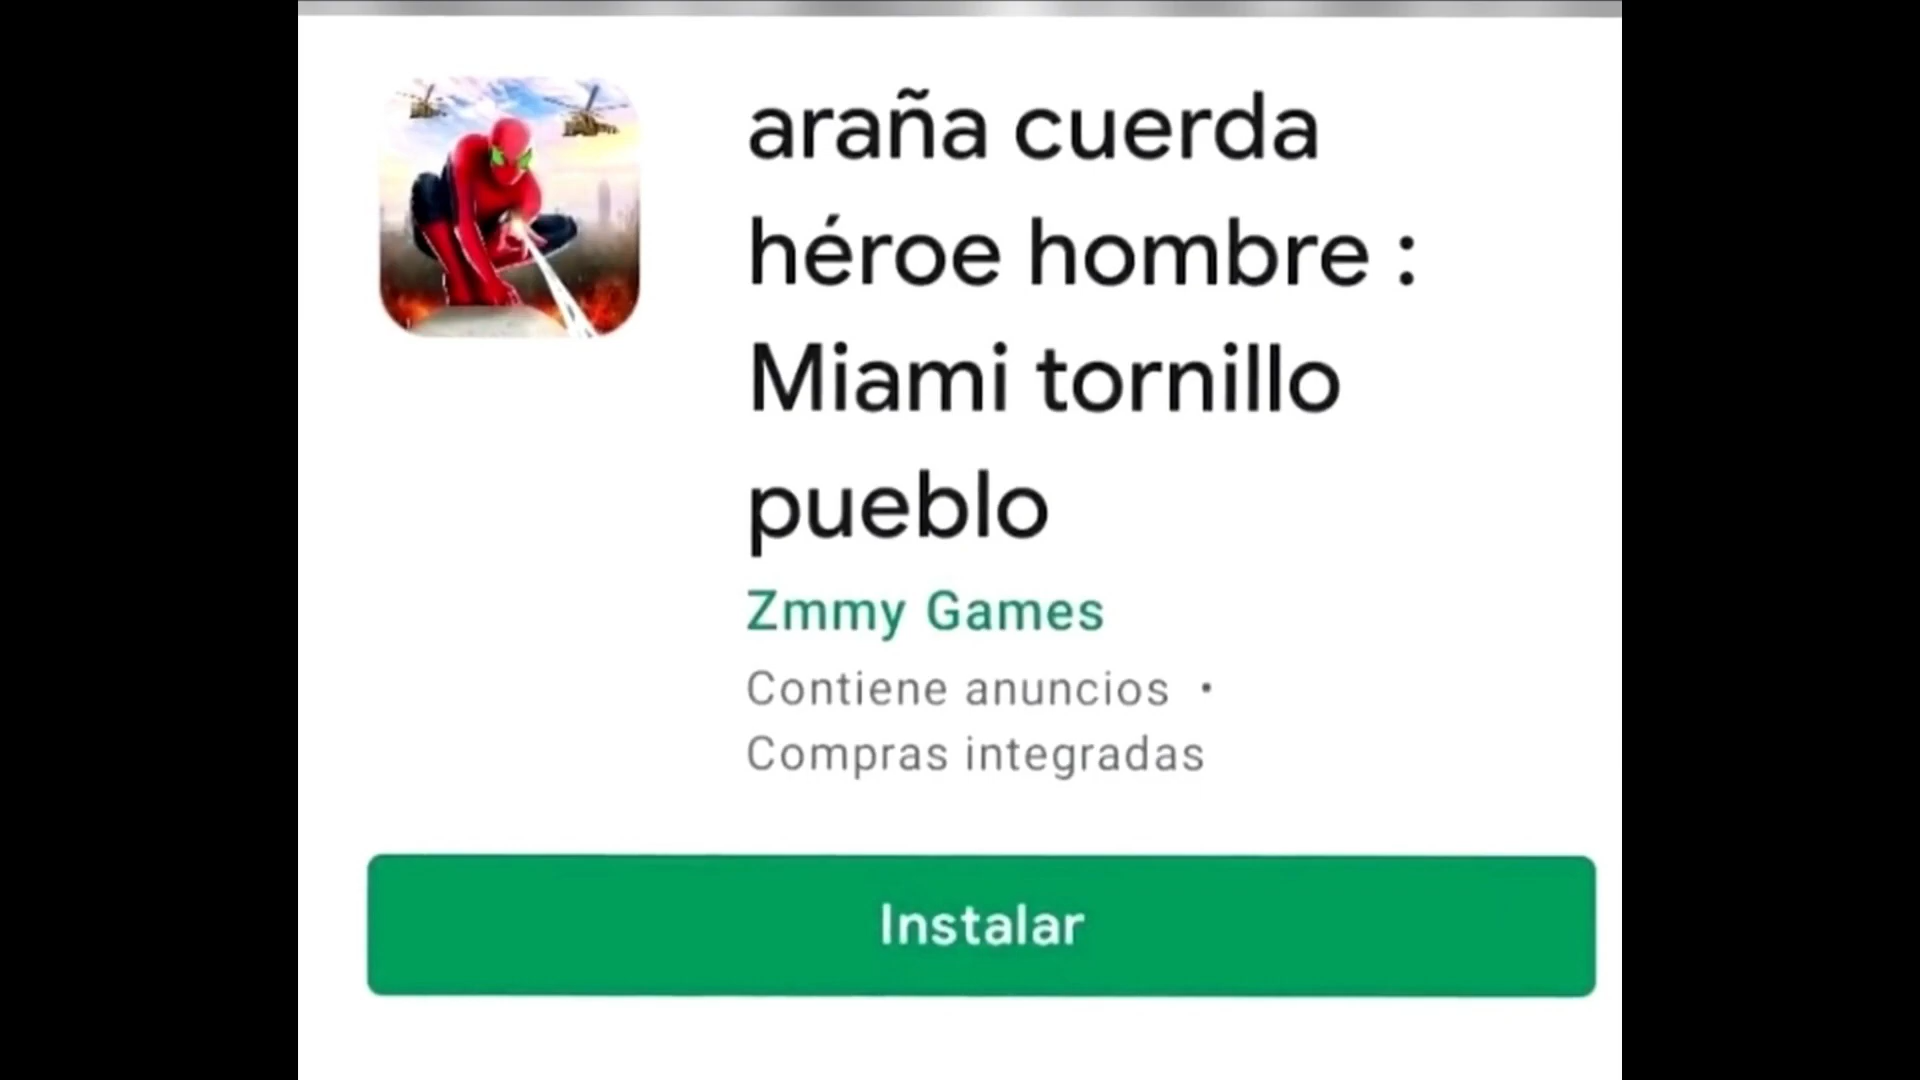 araña cuerda
héroe hombre :
Miami tornillo
pueblo
Zmmy Games
Contiene anuncios •
Compras integradas
Instalar